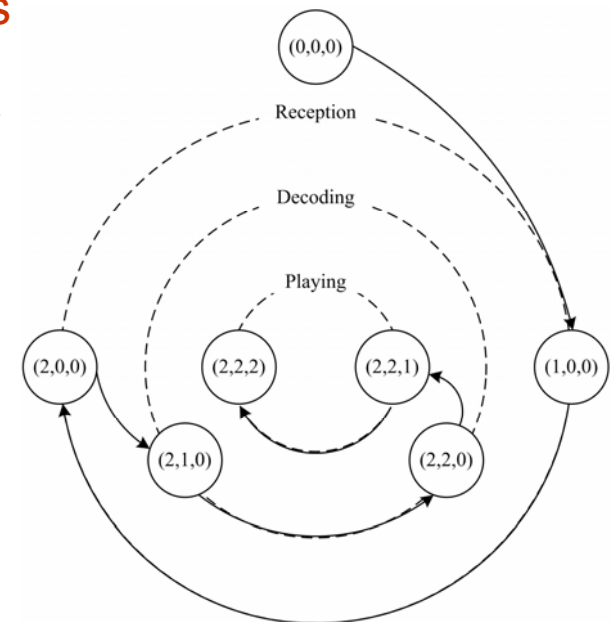 s
(0,0,0)
Reception
Decoding
Playing
(2,0,0)
(2,2,2)
(2,2,1)
(1,0,0)
(2,1,0)
(2,2,0)